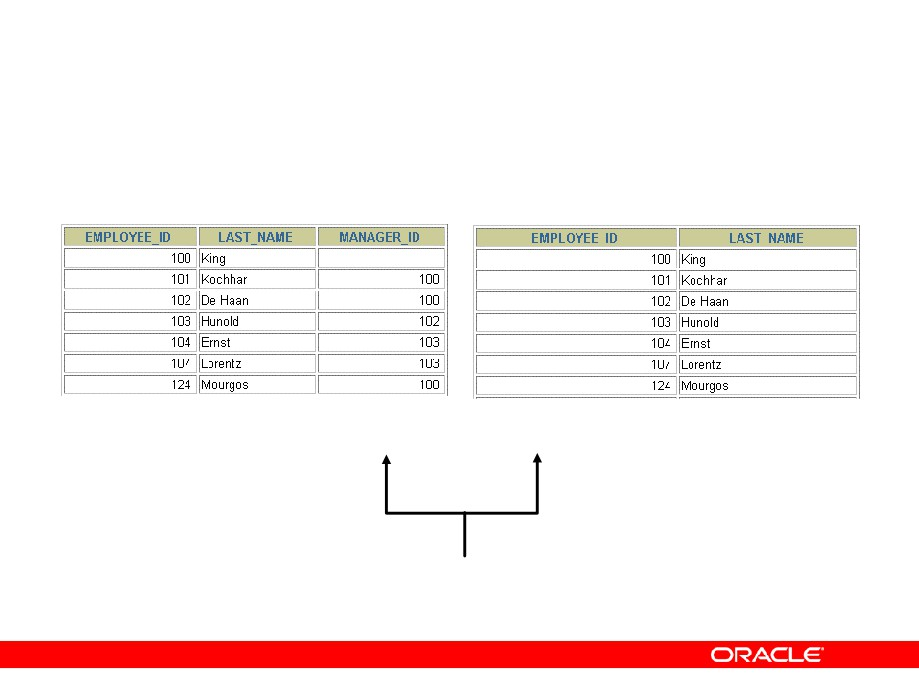 EMPLOYEE_ID LAST_NAME MANAGER_ID
100 King
101 Kochhar 100
102 De Haan 100
103 Hunold 102
104 Ernst 103
107 Lorentz 103
124 Mourgos 100
EMPLOYEE ID LAST NAME
100 King
101 Kochhar
102 De Haan
103 Hunold
104 Ernst
107 Lorentz
124 Mourgos
ORACLE